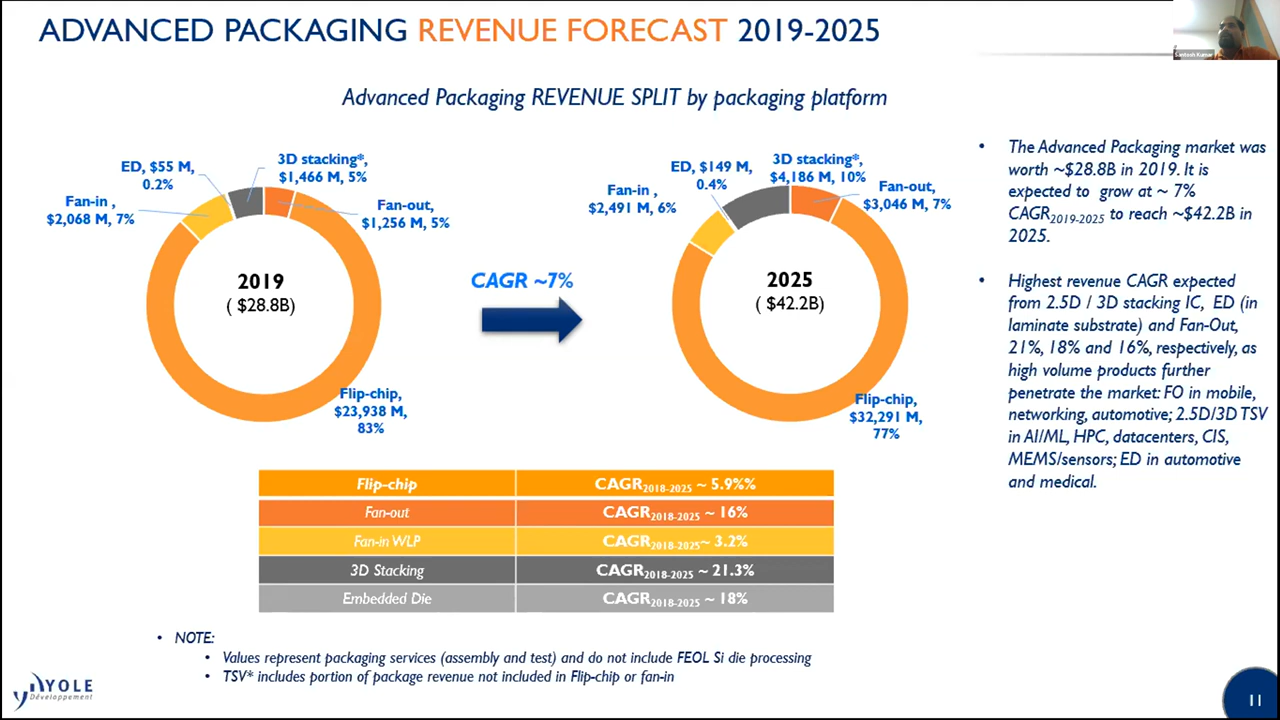 ADVANCED PACKAGING REVENUE FORECAST 2019-2025
Santosh Kumar
Advanced Packaging REVENUE SPLIT by packaging platform
ED, $55 M,
0.2%
3D stacking*,
$1,466 M, 5%
Fan-in ,
$2,068 M, 7%
Fan-out,
$1,256 M, 5%
2019
( $28.8B)
Flip-chip,
$23,938 M,
83%
CAGR ~7%
ED, $149 M,
0.4%
3D stacking*,
$4,186 M, 10%
Fan-in ,
$2,491 M, 6%
Fan-out,
$3,046 M, 7%
2025
( $42.2B)
Flip-chip,
$32,291 M,
77%
• The Advanced Packaging market was
worth ~$28.8B in 2019. It is
expected to grow at ~ 7%
CAGR2019-2025 to reach ~$42.2B in
2025.
• Highest revenue CAGR expected
from 2.5D / 3D stacking IC, ED (in
laminate substrate) and Fan-Out,
21%, 18% and 16%, respectively, as
high volume products further
penetrate the market: FO in mobile,
networking, automotive; 2.5D/3D TSV
in AI/ML, HPC, datacenters, CIS,
MEMS/sensors; ED in automotive
and medical.
Flip-chip CAGR2018-2025 ~ 5.9%%
Fan-out CAGR2018-2025 ~ 16%
Fan-in WLP CAGR2018-2025~ 3.2%
3D Stacking CAGR2018-2025 ~ 21.3%
Embedded Die CAGR2018-2025 ~ 18%
• NOTE:
• Values represent packaging services (assembly and test) and do not include FEOL Si die processing
• TSV* includes portion of package revenue not included in Flip-chip or fan-in
YOLE
Développement
11